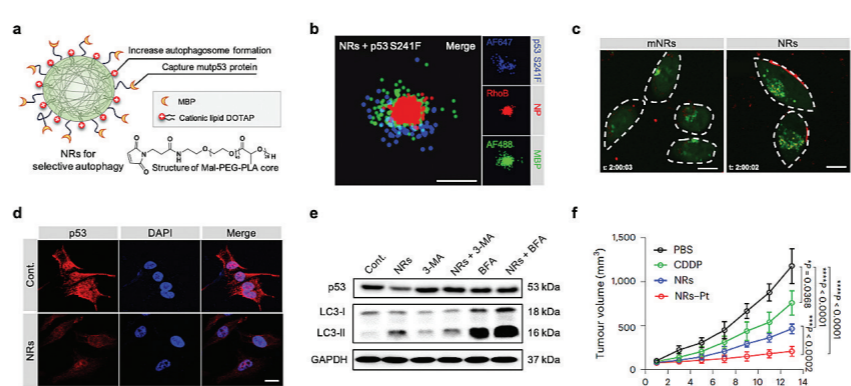 a
Increase autophagosome formation
Capture mutp53 protein
MBP
Cationic lipid DOTAP
NRs for
selective autophagy
Structure of Mal-PEG-PLA core
b
NRs + p53 S241F
Merge
AF647
p53 S241F
RhoB
NP
AF488
MBP
c
mNRs
NRs
t: 2:00:03
t: 2:00:02
d
p53
DAPI
Merge
Cont.
NRs
e
Cont.
NRs
3-MA
NRs + 3-MA
BFA
NRs + BFA
p53
53 kDa
LC3-I
18 kDa
LC3-II
16 kDa
GAPDH
37 kDa
f
Tumour volume (mm³)
1,500
1,000
500
0
PBS
CDDP
NRs
NRs-Pt
*p = 0.0368
****p < 0.0001
***p < 0.0002
****p < 0.0001
0 2 4 6 8 10 12 14